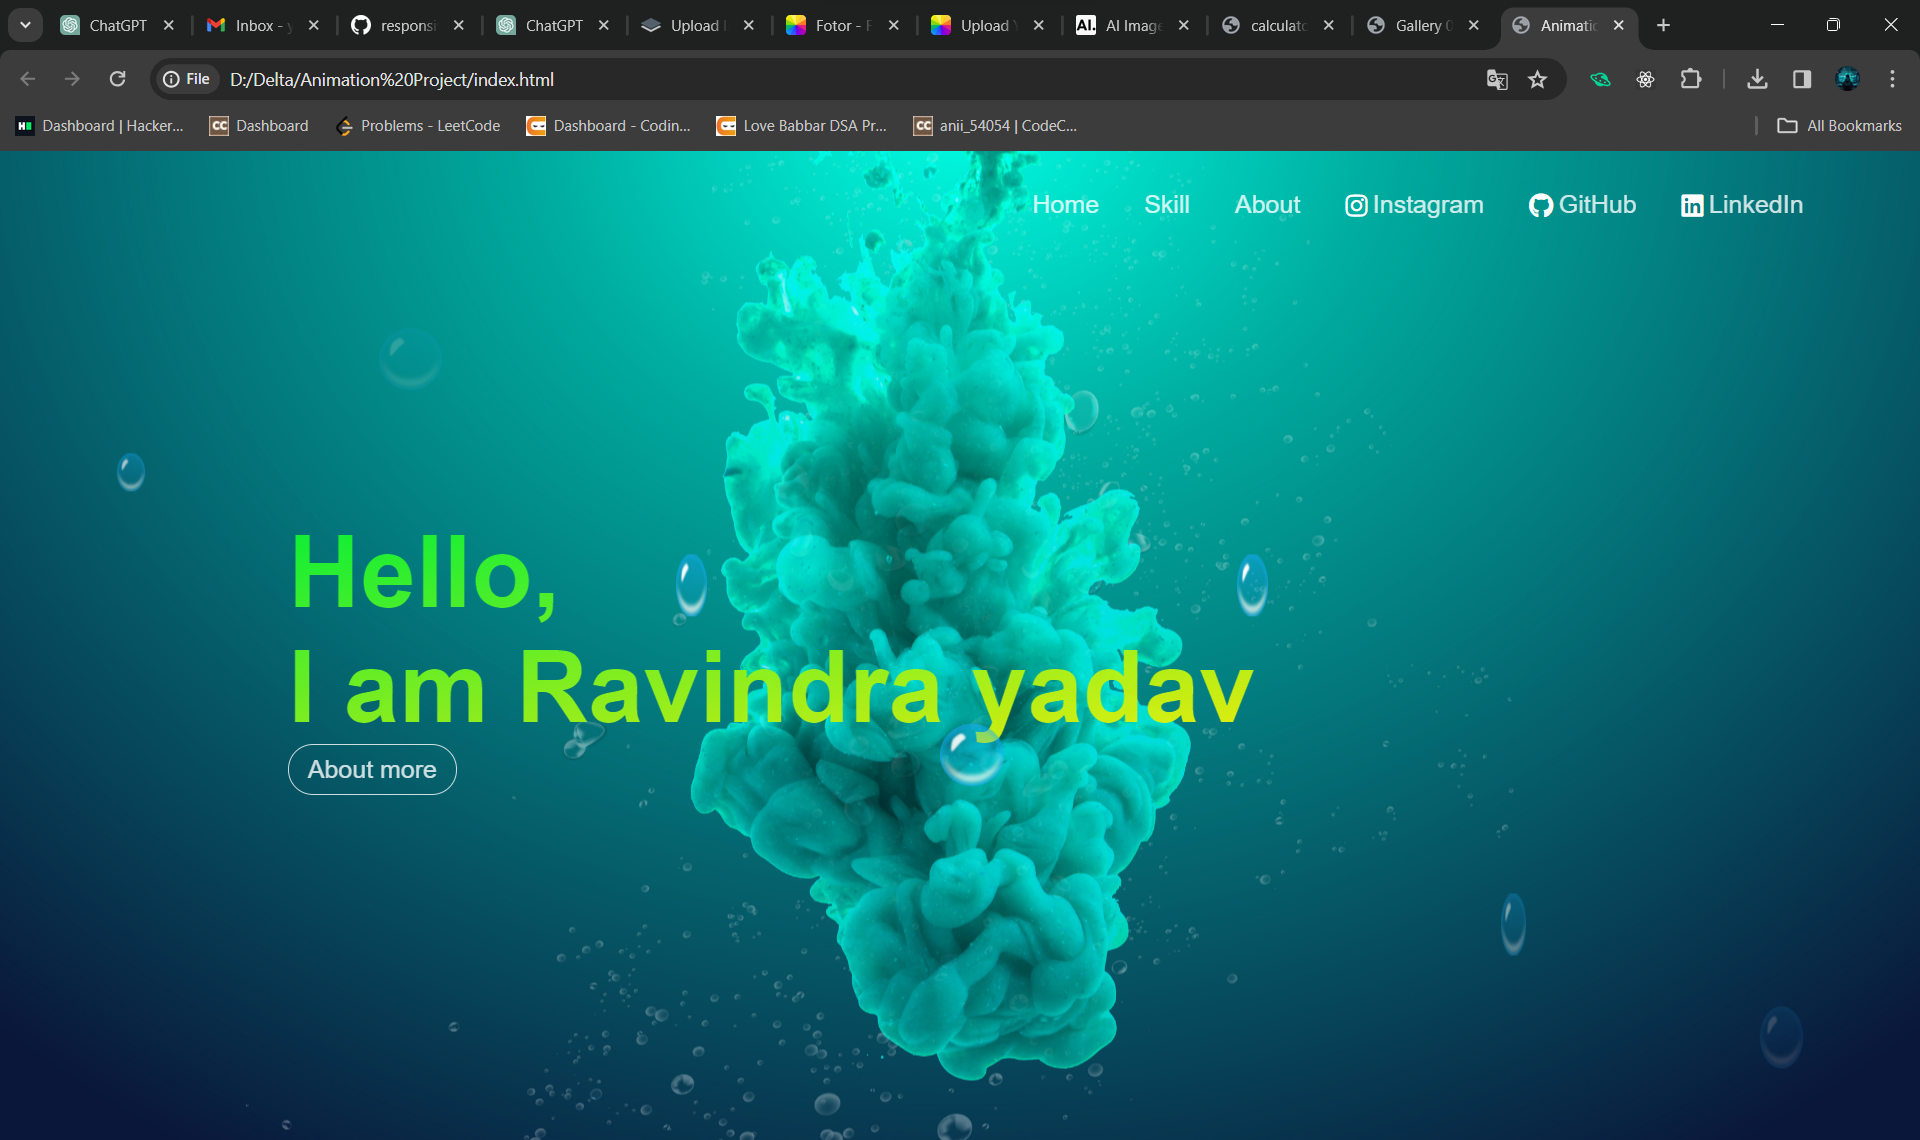 ChatGPT
Inbox - y
responsi
ChatGPT
Upload
Fotor - F
Upload
AI Image
calculato
Gallery
Animatio
File
D:/Delta/Animation%20Project/index.html
Dashboard | Hacker...
Dashboard
Problems - LeetCode
Dashboard - Codin...
Love Babbar DSA Pr...
anii_54054 | CodeC...
All Bookmarks
Home Skill About Instagram GitHub LinkedIn
Hello,
I am Ravindra yadav
About more